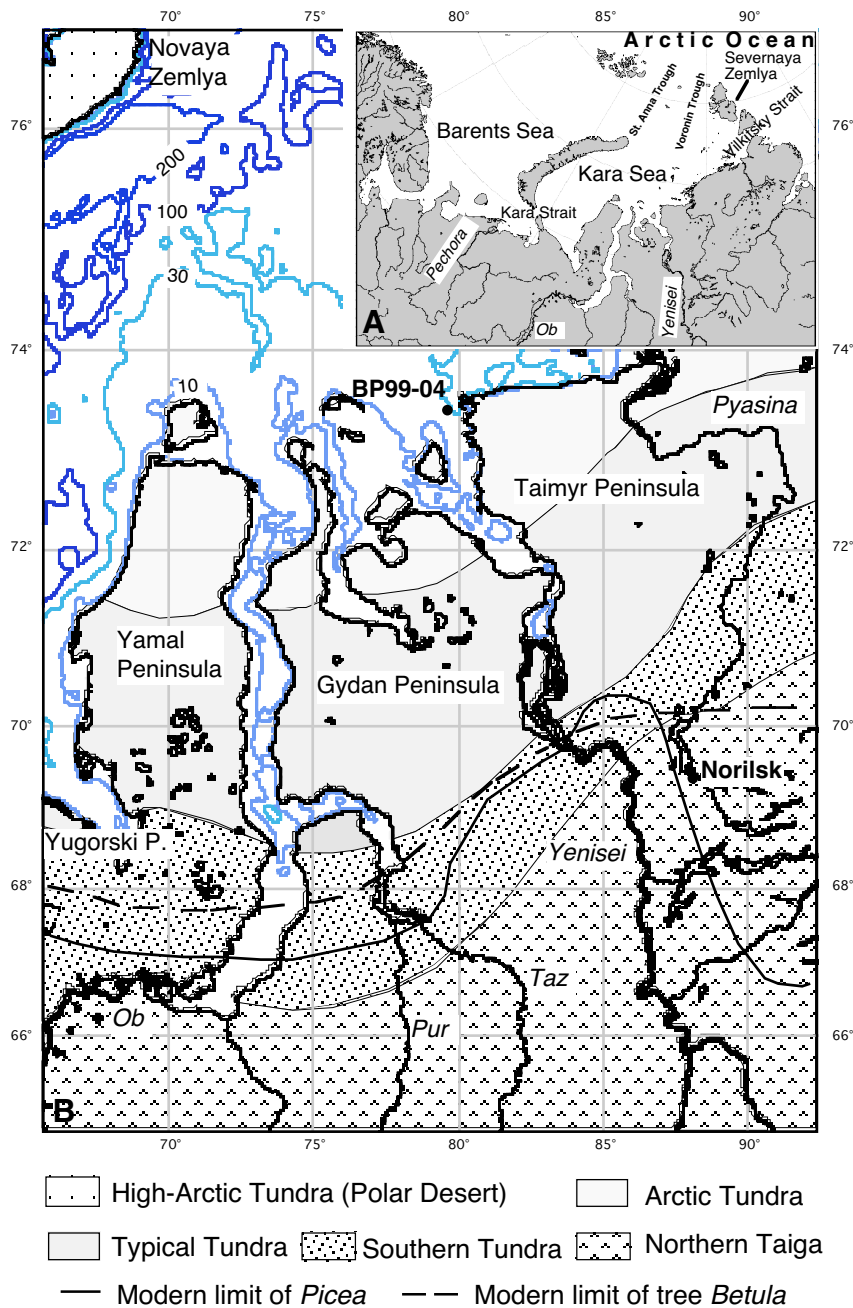 70° 75° 80° 85° 90°
Novaya
Zemlya
Arctic Ocean
Severnaya
Zemlya
St. Anna Trough
Voronin Trough
Vilkitsky Strait
76° 76°
Barents Sea
Kara Sea
Kara Strait
Pechora
Ob
Yenisei
A
200
100
30
10
74° 74°
BP99-04
Pyasina
Taimyr Peninsula
72° 72°
Yamal
Peninsula
Gydan Peninsula
70° 70°
Norilsk
Yugorski P.
Yenisei
68° 68°
Taz
Ob
Pur
66° 66°
B
70° 75° 80° 85° 90°
High-Arctic Tundra (Polar Desert)
Arctic Tundra
Typical Tundra
Southern Tundra
Northern Taiga
Modern limit of Picea
Modern limit of tree Betula